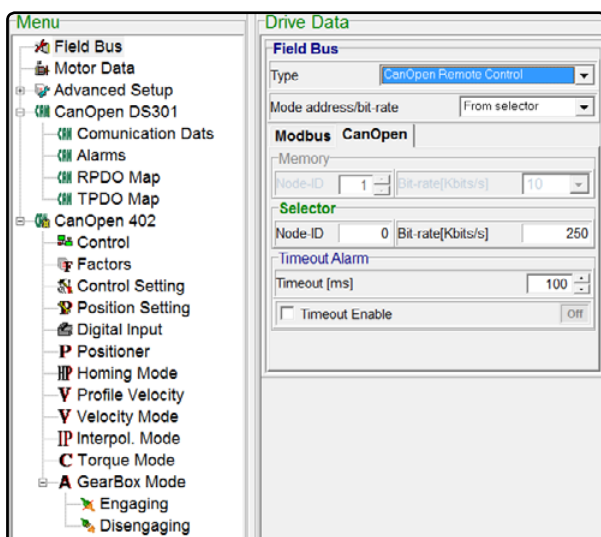 Menu
Field Bus
Motor Data
Advanced Setup
CanOpen DS301
Comunication Dats
Alarms
RPDO Map
TPDO Map
CanOpen 402
Control
Factors
Control Setting
Position Setting
Digital Input
P Positioner
HP Homing Mode
V Profile Velocity
V Velocity Mode
IP Interpol. Mode
C Torque Mode
A GearBox Mode
Engaging
Disengaging
Drive Data
Field Bus
Type CanOpen Remote Control
Mode address/bit-rate From selector
Modbus CanOpen
Memory
Node-ID 1 Bit-rate[Kbits/s] 10
Selector
Node-ID 0 Bit-rate[Kbits/s] 250
Timeout Alarm
Timeout [ms] 100
Timeout Enable Off